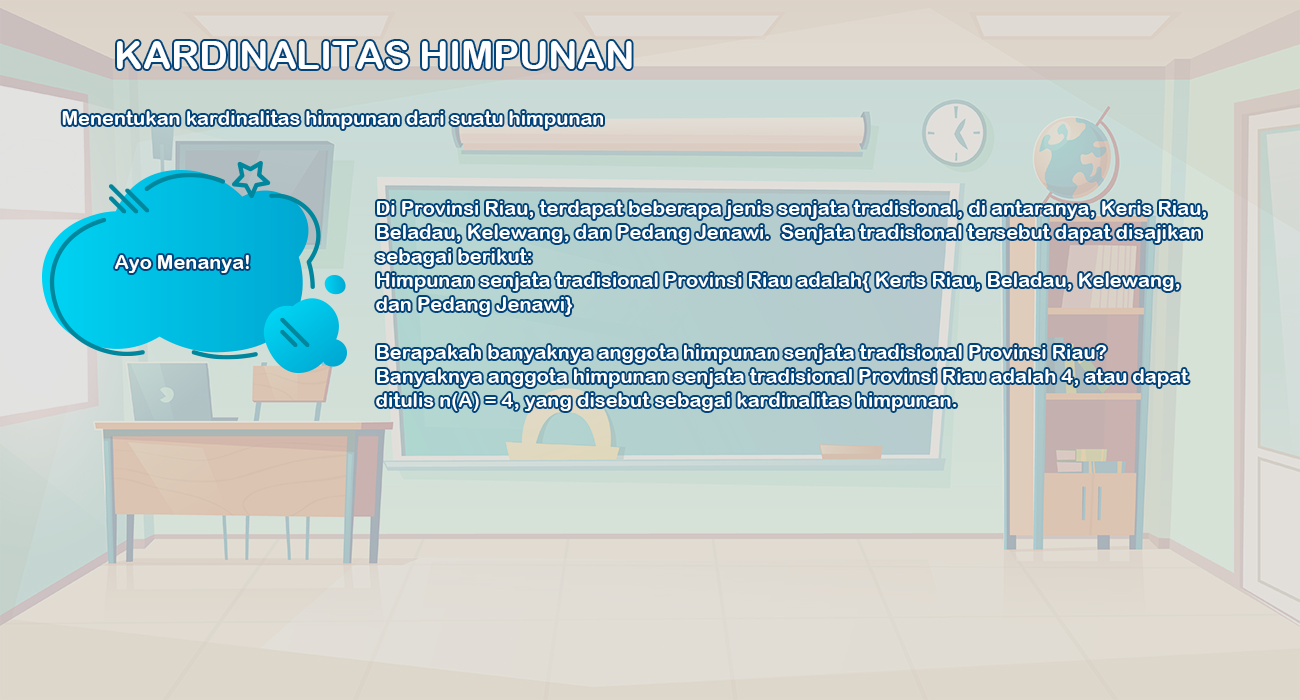 KARDINALITAS HIMPUNAN
Menentukan kardinalitas himpunan dari suatu himpunan
Ayo Menanya!
Di Provinsi Riau, terdapat beberapa jenis senjata tradisional, di antaranya, Keris Riau,
Beladau, Kelewang, dan Pedang Jenawi.  Senjata tradisional tersebut dapat disajikan
sebagai berikut:
Himpunan senjata tradisional Provinsi Riau adalah{ Keris Riau, Beladau, Kelewang,
dan Pedang Jenawi}
Berapakah banyaknya anggota himpunan senjata tradisional Provinsi Riau?
Banyaknya anggota himpunan senjata tradisional Provinsi Riau adalah 4, atau dapat
ditulis n(A) = 4, yang disebut sebagai kardinalitas himpunan.